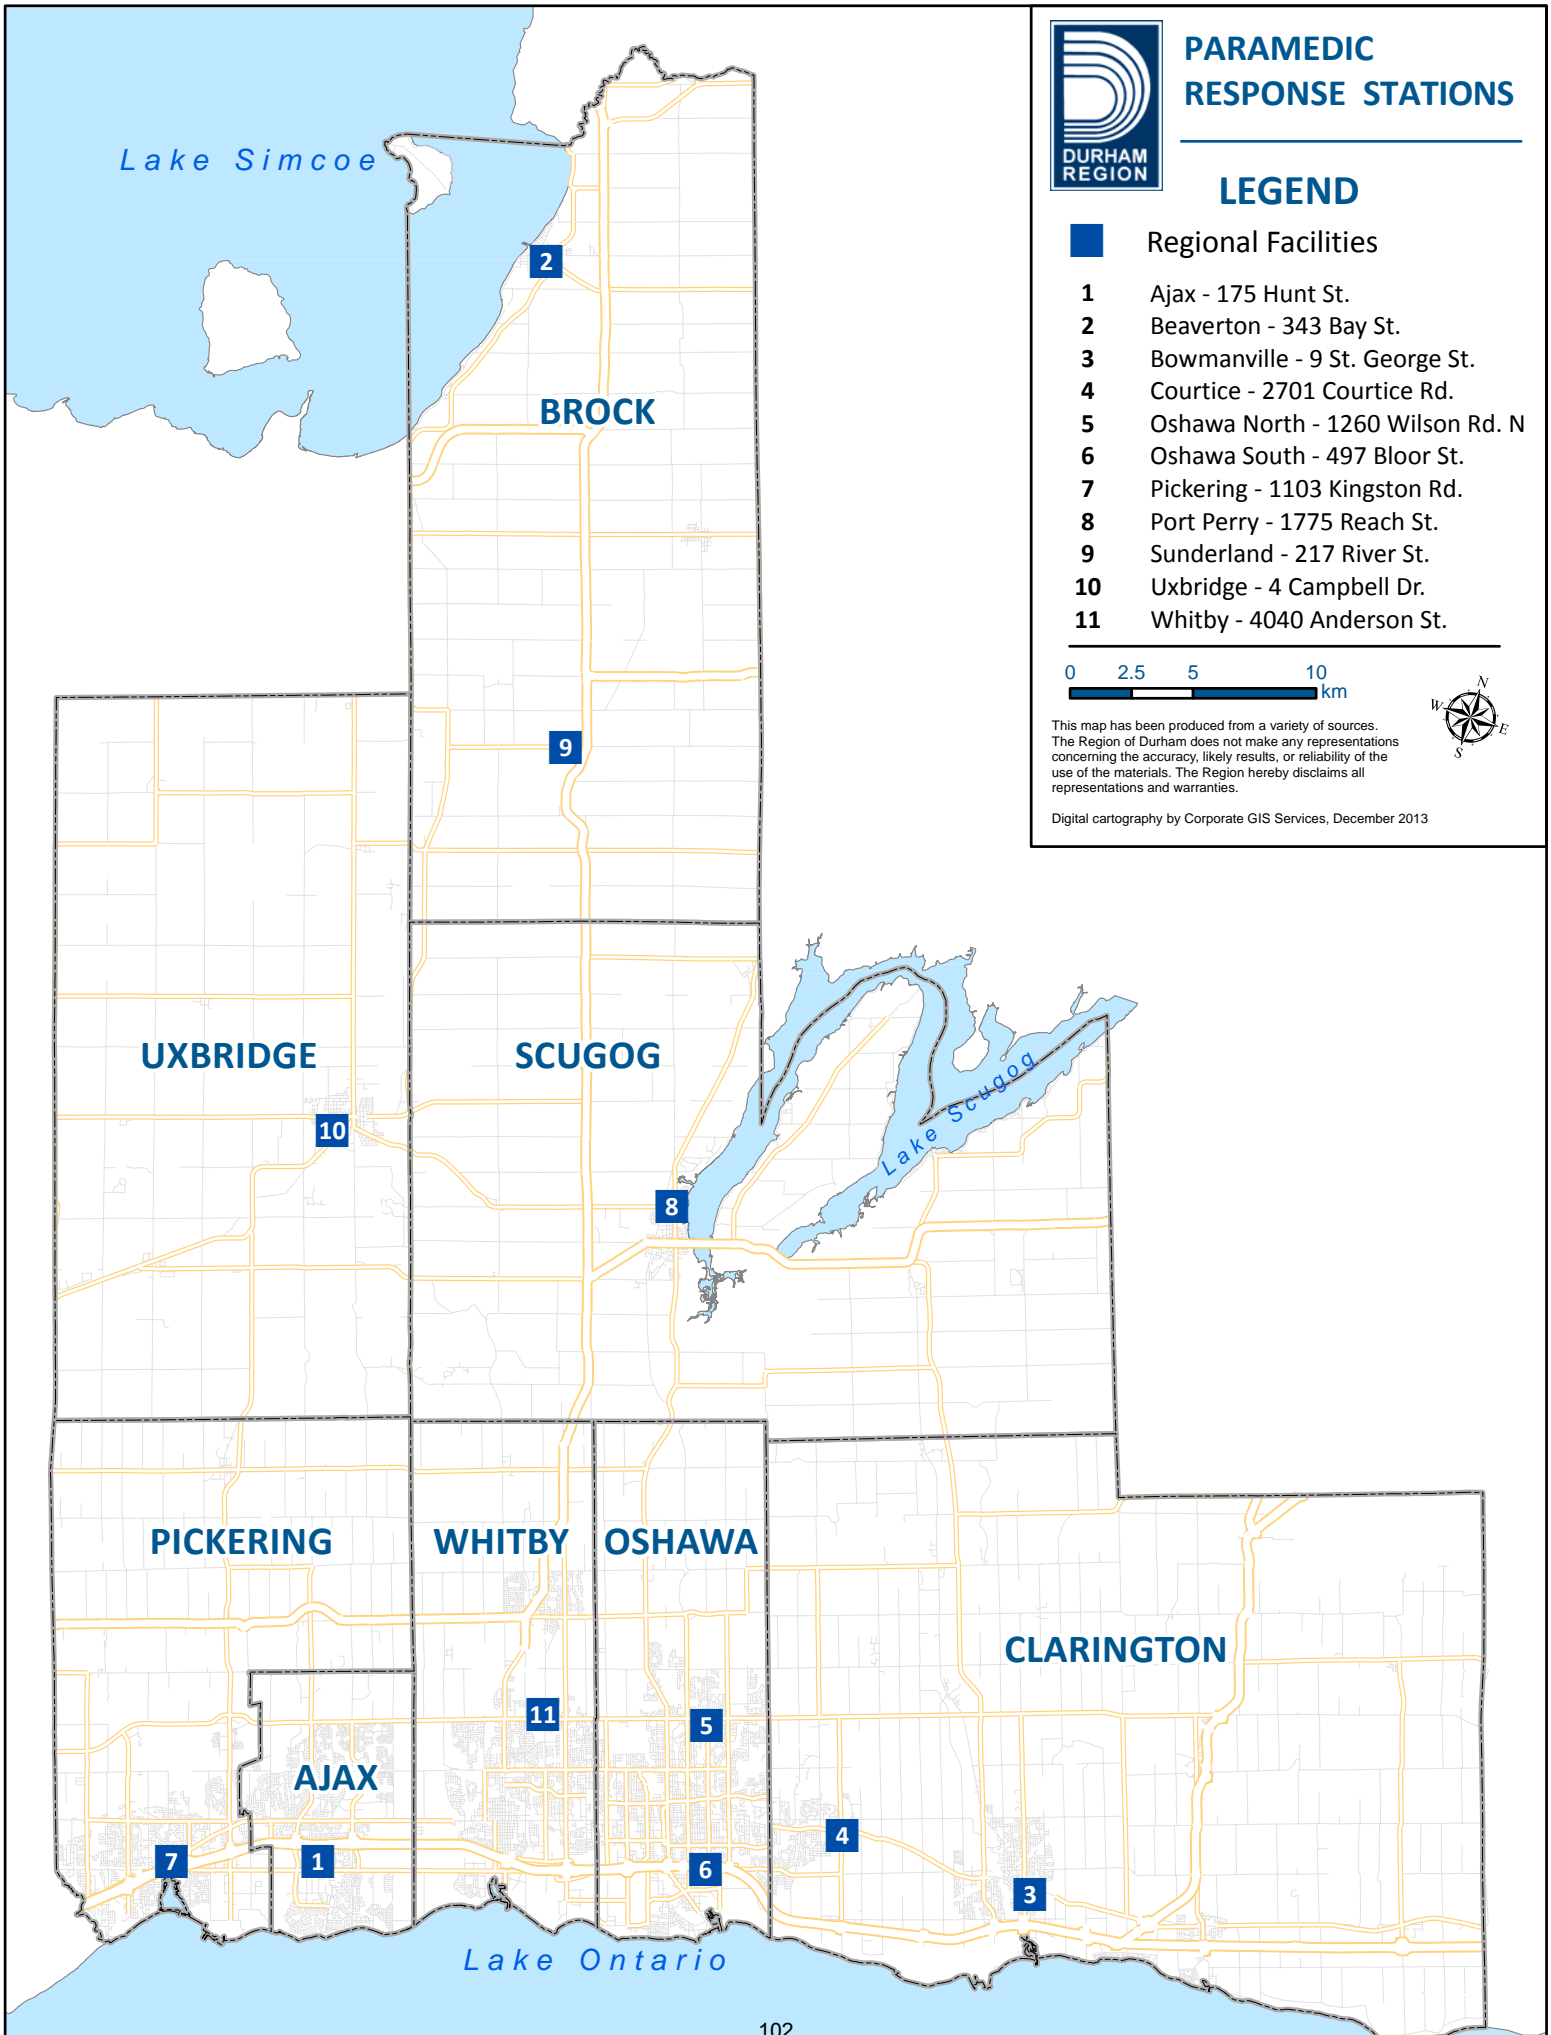 PARAMEDIC
RESPONSE STATIONS
DURHAM
REGION
LEGEND
Regional Facilities
1 Ajax - 175 Hunt St.
2 Beaverton - 343 Bay St.
3 Bowmanville - 9 St. George St.
4 Courtice - 2701 Courtice Rd.
5 Oshawa North - 1260 Wilson Rd. N
6 Oshawa South - 497 Bloor St.
7 Pickering - 1103 Kingston Rd.
8 Port Perry - 1775 Reach St.
9 Sunderland - 217 River St.
10 Uxbridge - 4 Campbell Dr.
11 Whitby - 4040 Anderson St.
0 2.5 5 10
km
N
W
E
S
This map has been produced from a variety of sources.
The Region of Durham does not make any representations
concerning the accuracy, likely results, or reliability of the
use of the materials. The Region hereby disclaims all
representations and warranties.
Digital cartography by Corporate GIS Services, December 2013
Lake Simcoe
2
BROCK
9
UXBRIDGE
SCUGOG
Lake Scugog
10
8
PICKERING
WHITBY
OSHAWA
CLARINGTON
11
5
AJAX
4
7
1
6
3
Lake Ontario
102